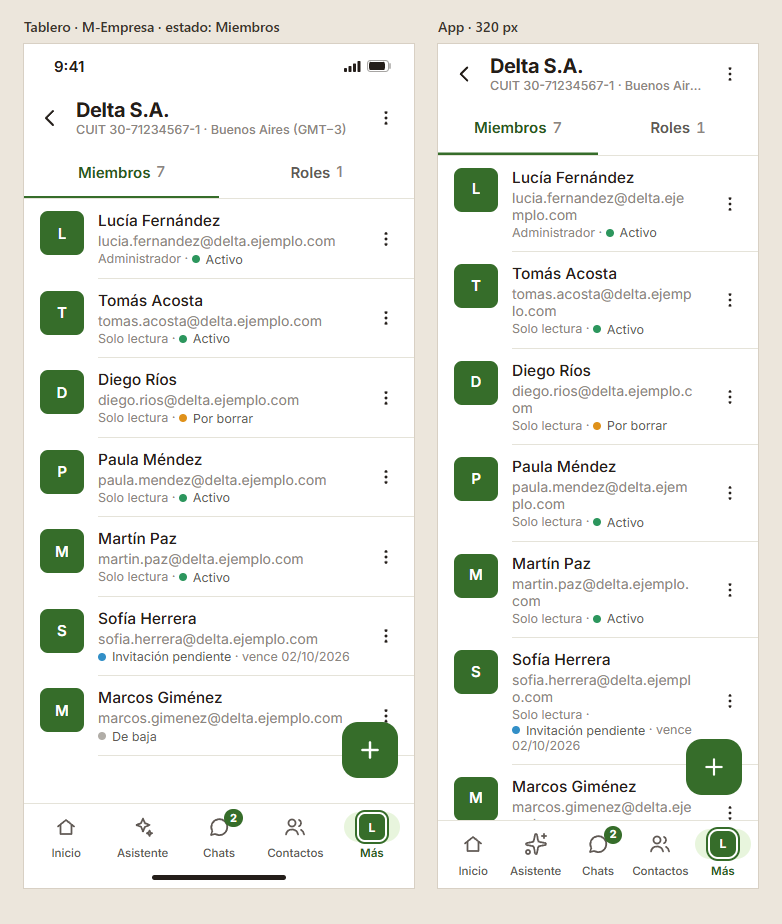 Tablero · M-Empresa · estado: Miembros
9:41
Delta S.A.
CUIT 30-71234567-1 · Buenos Aires (GMT−3)
Miembros 7
Roles 1
L
Lucía Fernández
lucia.fernandez@delta.ejemplo.com
Administrador · Activo
T
Tomás Acosta
tomas.acosta@delta.ejemplo.com
Solo lectura · Activo
D
Diego Ríos
diego.rios@delta.ejemplo.com
Solo lectura · Por borrar
P
Paula Méndez
paula.mendez@delta.ejemplo.com
Solo lectura · Activo
M
Martín Paz
martin.paz@delta.ejemplo.com
Solo lectura · Activo
S
Sofía Herrera
sofia.herrera@delta.ejemplo.com
Invitación pendiente · vence 02/10/2026
M
Marcos Giménez
marcos.gimenez@delta.ejemplo.com
De baja
+
2
L
Inicio
Asistente
Chats
Contactos
Más
App · 320 px
Delta S.A.
CUIT 30-71234567-1 · Buenos Air...
Miembros 7
Roles 1
L
Lucía Fernández
lucia.fernandez@delta.eje
mplo.com
Administrador · Activo
T
Tomás Acosta
tomas.acosta@delta.ejemp
lo.com
Solo lectura · Activo
D
Diego Ríos
diego.rios@delta.ejemplo.c
om
Solo lectura · Por borrar
P
Paula Méndez
paula.mendez@delta.ejem
plo.com
Solo lectura · Activo
M
Martín Paz
martin.paz@delta.ejemplo.
com
Solo lectura · Activo
S
Sofía Herrera
sofia.herrera@delta.ejempl
o.com
Solo lectura ·
Invitación pendiente · vence
02/10/2026
M
Marcos Giménez
marcos.gimenez@delta.eje
+
2
L
Inicio
Asistente
Chats
Contactos
Más